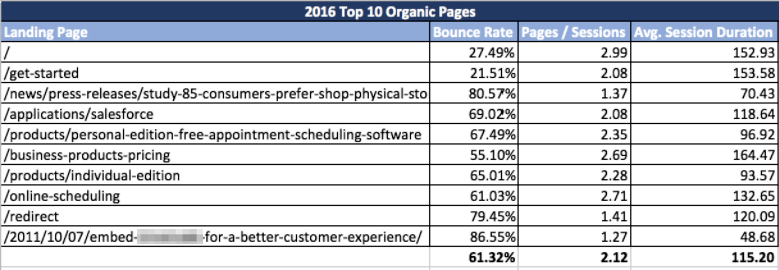 2016 Top 10 Organic Pages
Landing Page Bounce Rate Pages / Sessions Avg. Session Duration
/ 27.49% 2.99 152.93
/get-started 21.51% 2.08 153.58
/news/press-releases/study-85-consumers-prefer-shop-physical-sto 80.57% 1.37 70.43
/applications/salesforce 69.02% 2.08 118.64
/products/personal-edition-free-appointment-scheduling-software 67.49% 2.35 96.92
/business-products-pricing 55.10% 2.69 164.47
/products/individual-edition 65.01% 2.28 93.57
/online-scheduling 61.03% 2.71 132.65
/redirect 79.45% 1.41 120.09
/2011/10/07/embed- -for-a-better-customer-experience/ 86.55% 1.27 48.68
61.32% 2.12 115.20